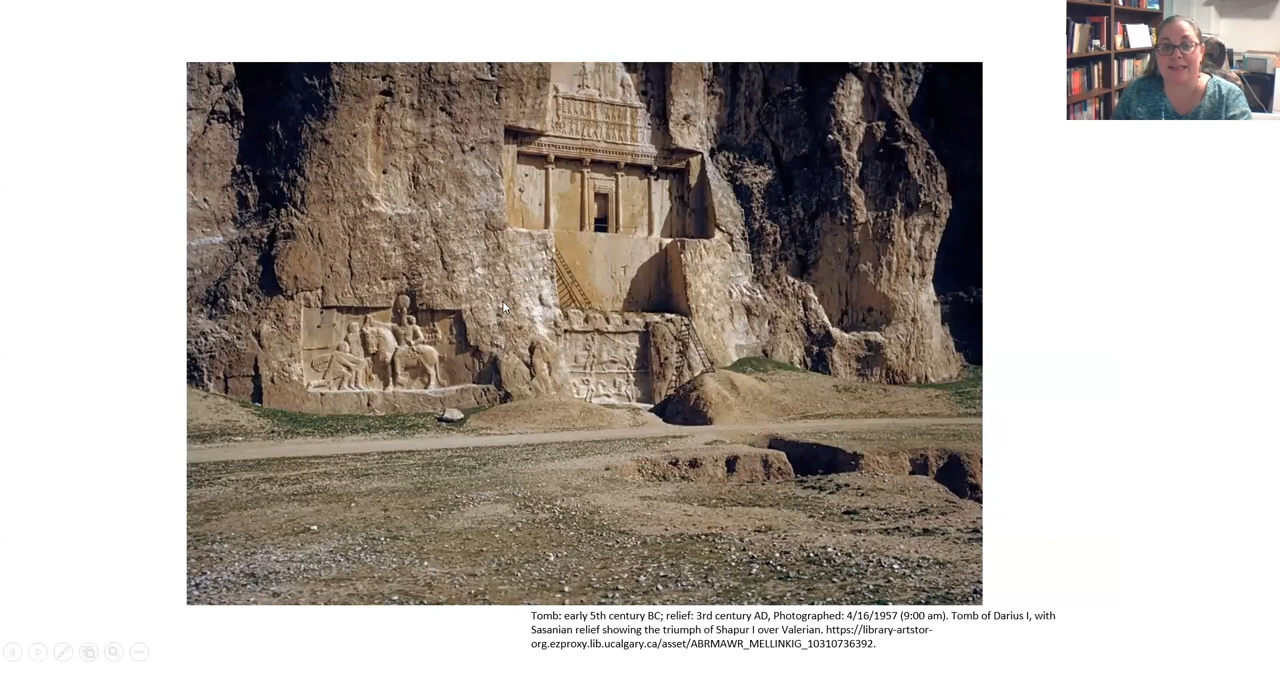 Tomb: early 5th century BC; relief: 3rd century AD, Photographed: 4/16/1957 (9:00 am). Tomb of Darius I, with
Sasanian relief showing the triumph of Shapur I over Valerian. https://library-artstor-
org.ezproxy.lib.ucalgary.ca/asset/ABRMAWR_MELLINKIG_10310736392.